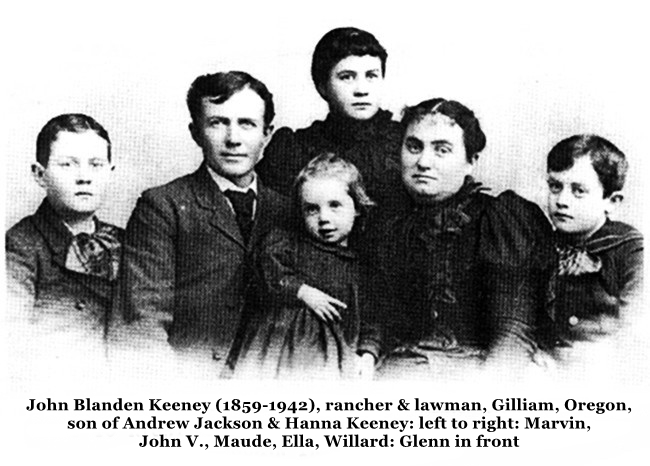 John Blanden Keeney (1859-1942), rancher & lawman, Gilliam, Oregon,
son of Andrew Jackson & Hanna Keeney: left to right: Marvin,
John V., Maude, Ella, Willard: Glenn in front